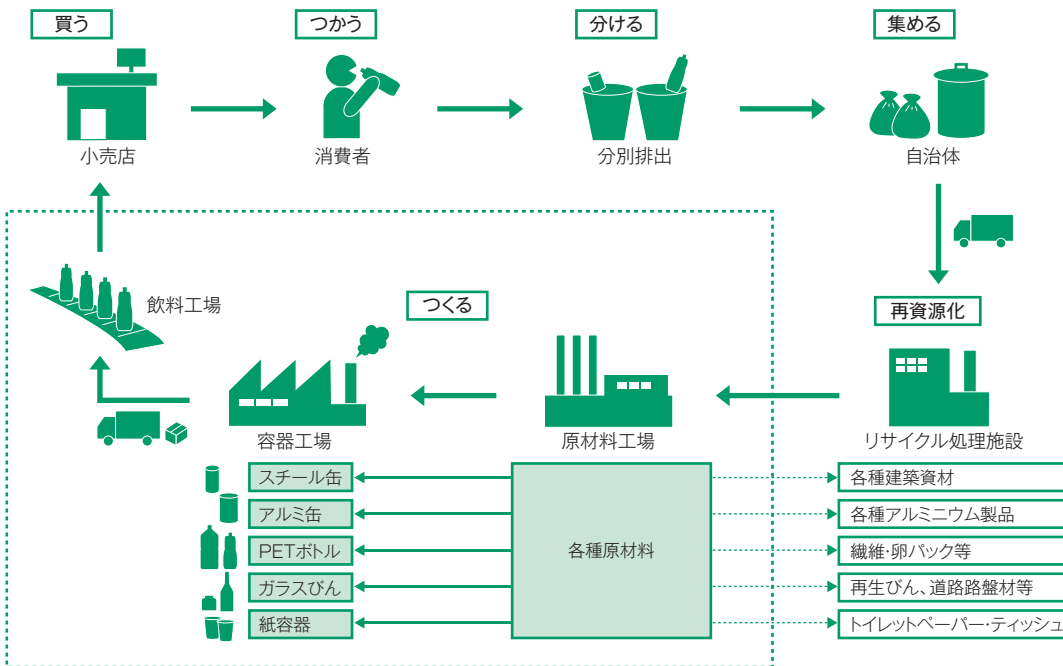 買う
つかう
分ける
集める
小売店
消費者
分別排出
自治体
飲料工場
つくる
再資源化
容器工場
原材料工場
リサイクル処理施設
スチール缶
アルミ缶
PETボトル
ガラスびん
紙容器
各種原材料
各種建築資材
各種アルミニウム製品
繊維・卵パック等
再生びん、道路路盤材等
トイレットペーパー・ティッシュ